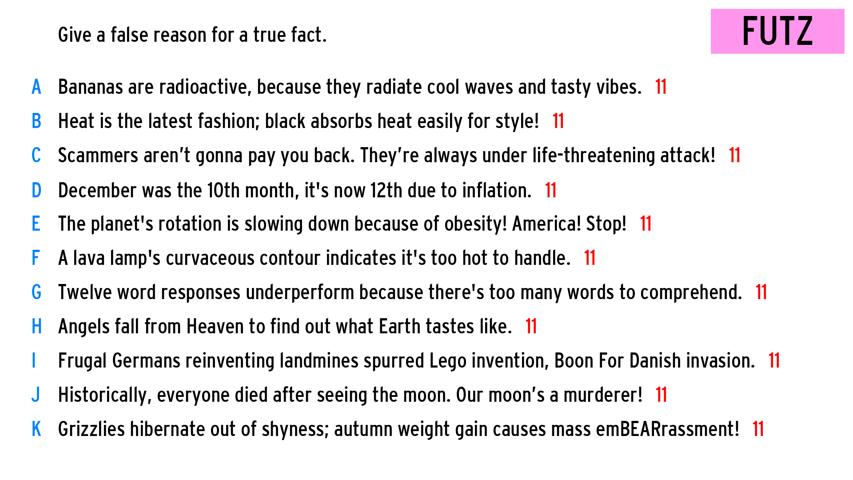 Give a false reason for a true fact.
FUTZ
A Bananas are radioactive, because they radiate cool waves and tasty vibes. 11
B Heat is the latest fashion; black absorbs heat easily for style! 11
C Scammers aren’t gonna pay you back. They’re always under life-threatening attack! 11
D December was the 10th month, it's now 12th due to inflation. 11
E The planet's rotation is slowing down because of obesity! America! Stop! 11
F A lava lamp's curvaceous contour indicates it's too hot to handle. 11
G Twelve word responses underperform because there's too many words to comprehend. 11
H Angels fall from Heaven to find out what Earth tastes like. 11
I Frugal Germans reinventing landmines spurred Lego invention, Boon For Danish invasion. 11
J Historically, everyone died after seeing the moon. Our moon’s a murderer! 11
K Grizzlies hibernate out of shyness; autumn weight gain causes mass emBEARrassment! 11